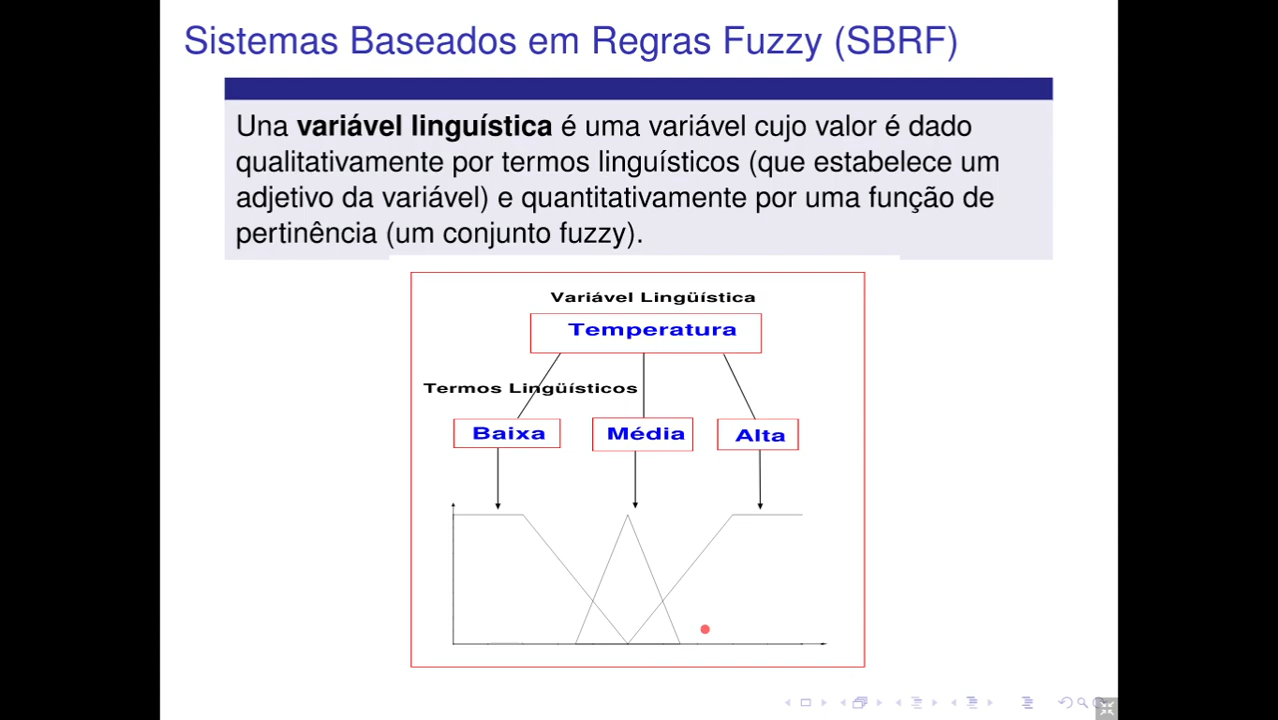 Sistemas Baseados em Regras Fuzzy (SBRF)
Una variável linguística é uma variável cujo valor é dado
qualitativamente por termos linguísticos (que estabelece um
adjetivo da variável) e quantitativamente por uma função de
pertinência (um conjunto fuzzy).
Variável Lingüística
Temperatura
Termos Lingüísticos
Baixa
Média
Alta